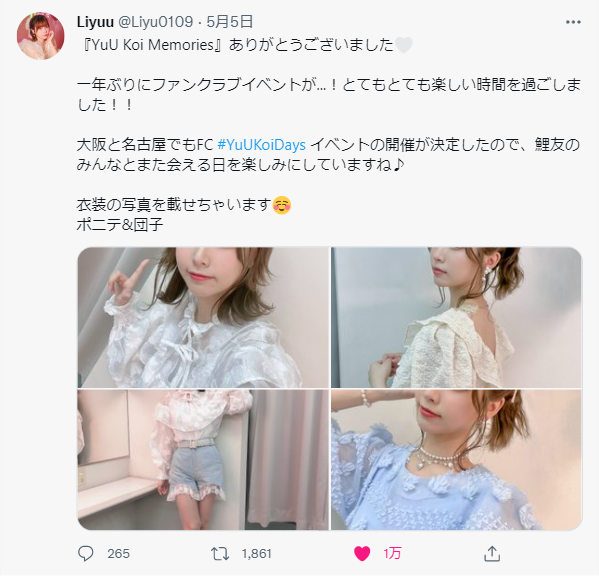 Liyuu @Liyu0109 · 5月5日
『YuU Koi Memories』ありがとうございました🤍
一年ぶりにファンクラブイベントが...！とてもとても楽しい時間を過ごしま
した！！
大阪と名古屋でもFC #YuUKoiDays イベントの開催が決定したので、鯉友の
みんなとまた会える日を楽しみにしていますね♪
衣装の写真を載せちゃいます☺️
ポニテ&団子
265 1,861 1万